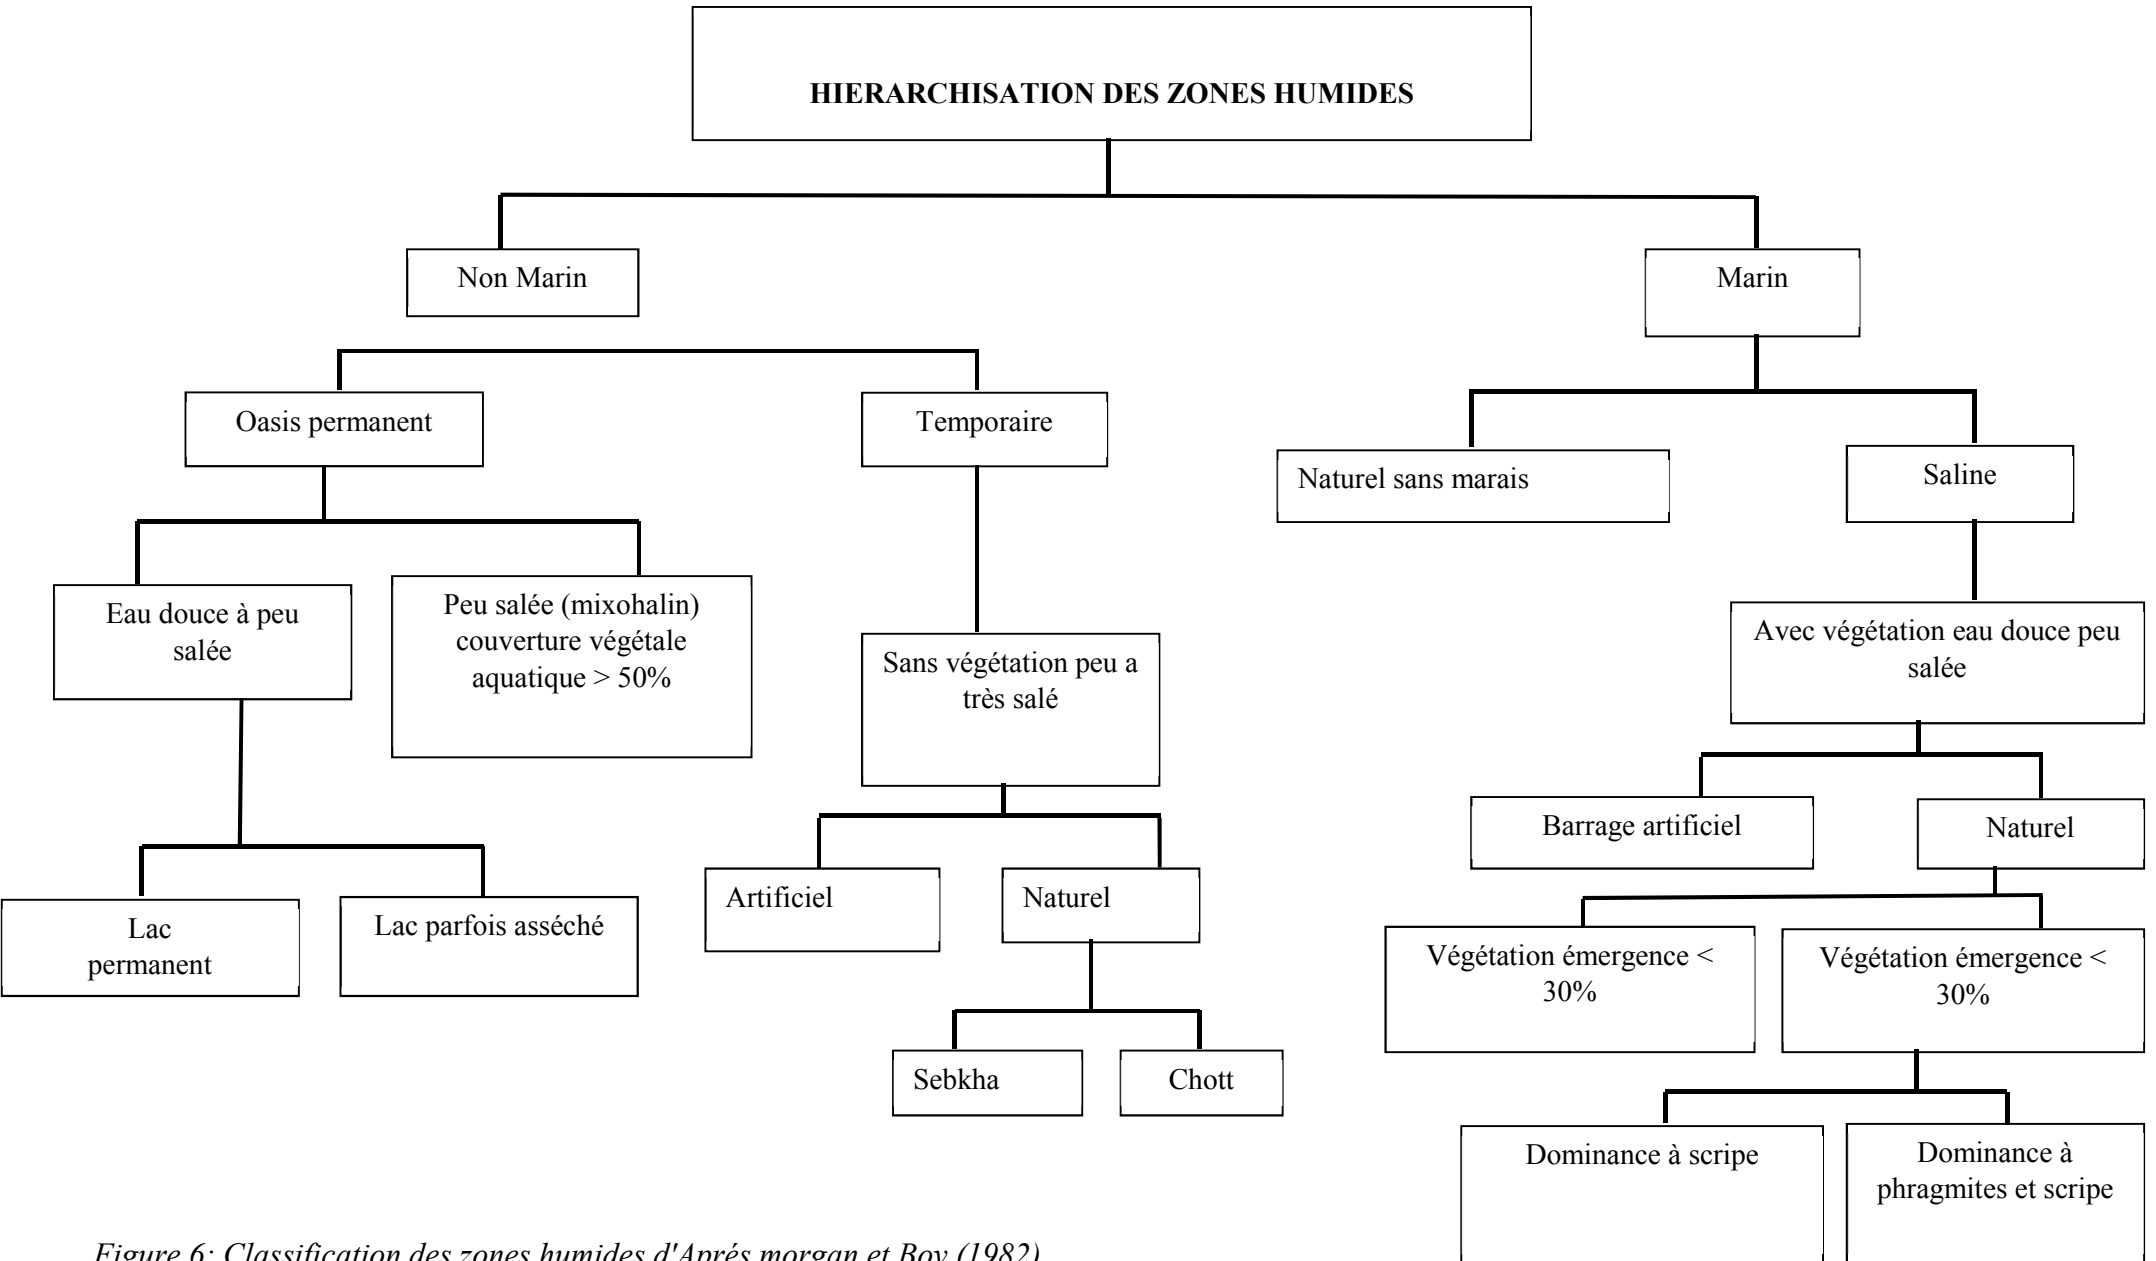 HIERARCHISATION DES ZONES HUMIDES
Non Marin
Marin
Oasis permanent
Temporaire
Naturel sans marais
Saline
Eau douce à peu
salée
Peu salée (mixohalin)
couverture végétale
aquatique > 50%
Sans végétation peu a
très salé
Avec végétation eau douce peu
salée
Barrage artificiel
Naturel
Artificiel
Naturel
Lac
permanent
Lac parfois asséché
Végétation émergence <
30%
Végétation émergence <
30%
Sebkha
Chott
Dominance à scripe
Dominance à
phragmites et scripe
Figure 6: Classification des zones humides d'Aprés morgan et Boy (1982)